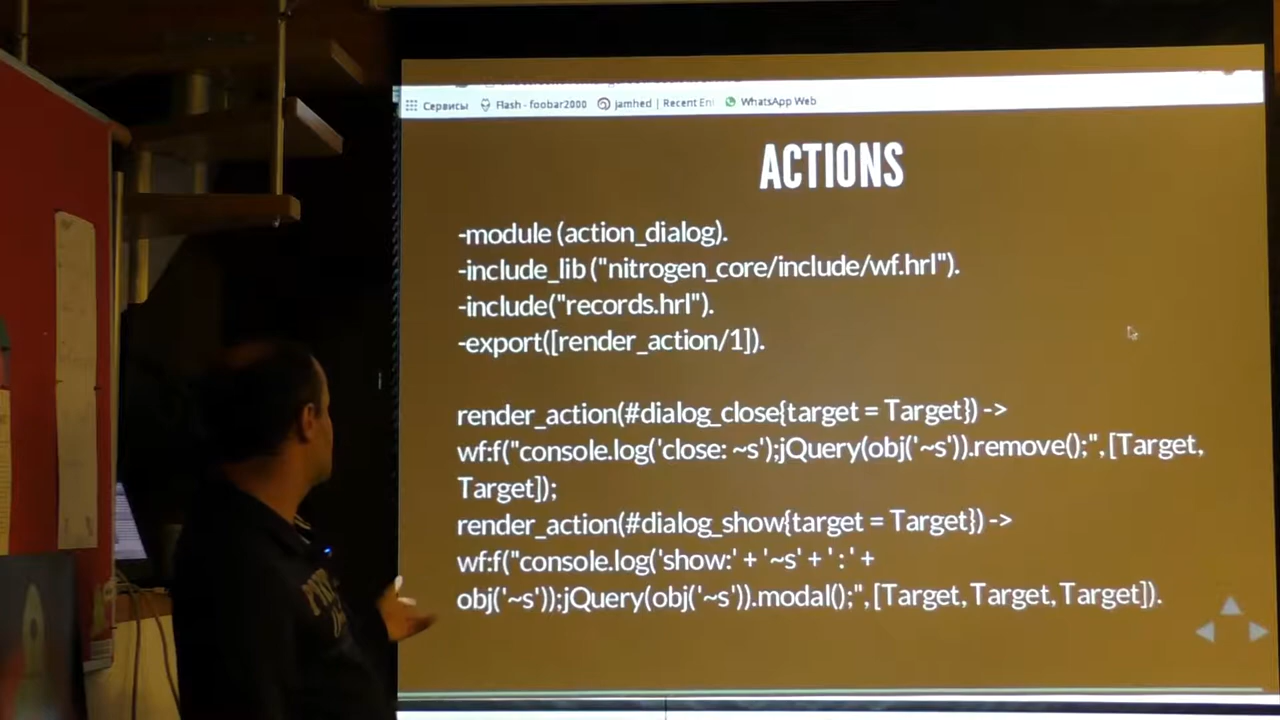 Сервисы Flash - foobar2000 jamhed | Recent En WhatsApp Web
ACTIONS
-module (action_dialog).
-include_lib ("nitrogen_core/include/wf.hrl").
-include("records.hrl").
-export([render_action/1]).
render_action(#dialog_close{target = Target}) ->
wf:f("console.log('close: ~s');jQuery(obj('~s')).remove();", [Target,
Target]);
render_action(#dialog_show{target = Target}) ->
wf:f("console.log('show:' + '~s' + ' : ' +
obj('~s'));jQuery(obj('~s')).modal();", [Target, Target, Target]).